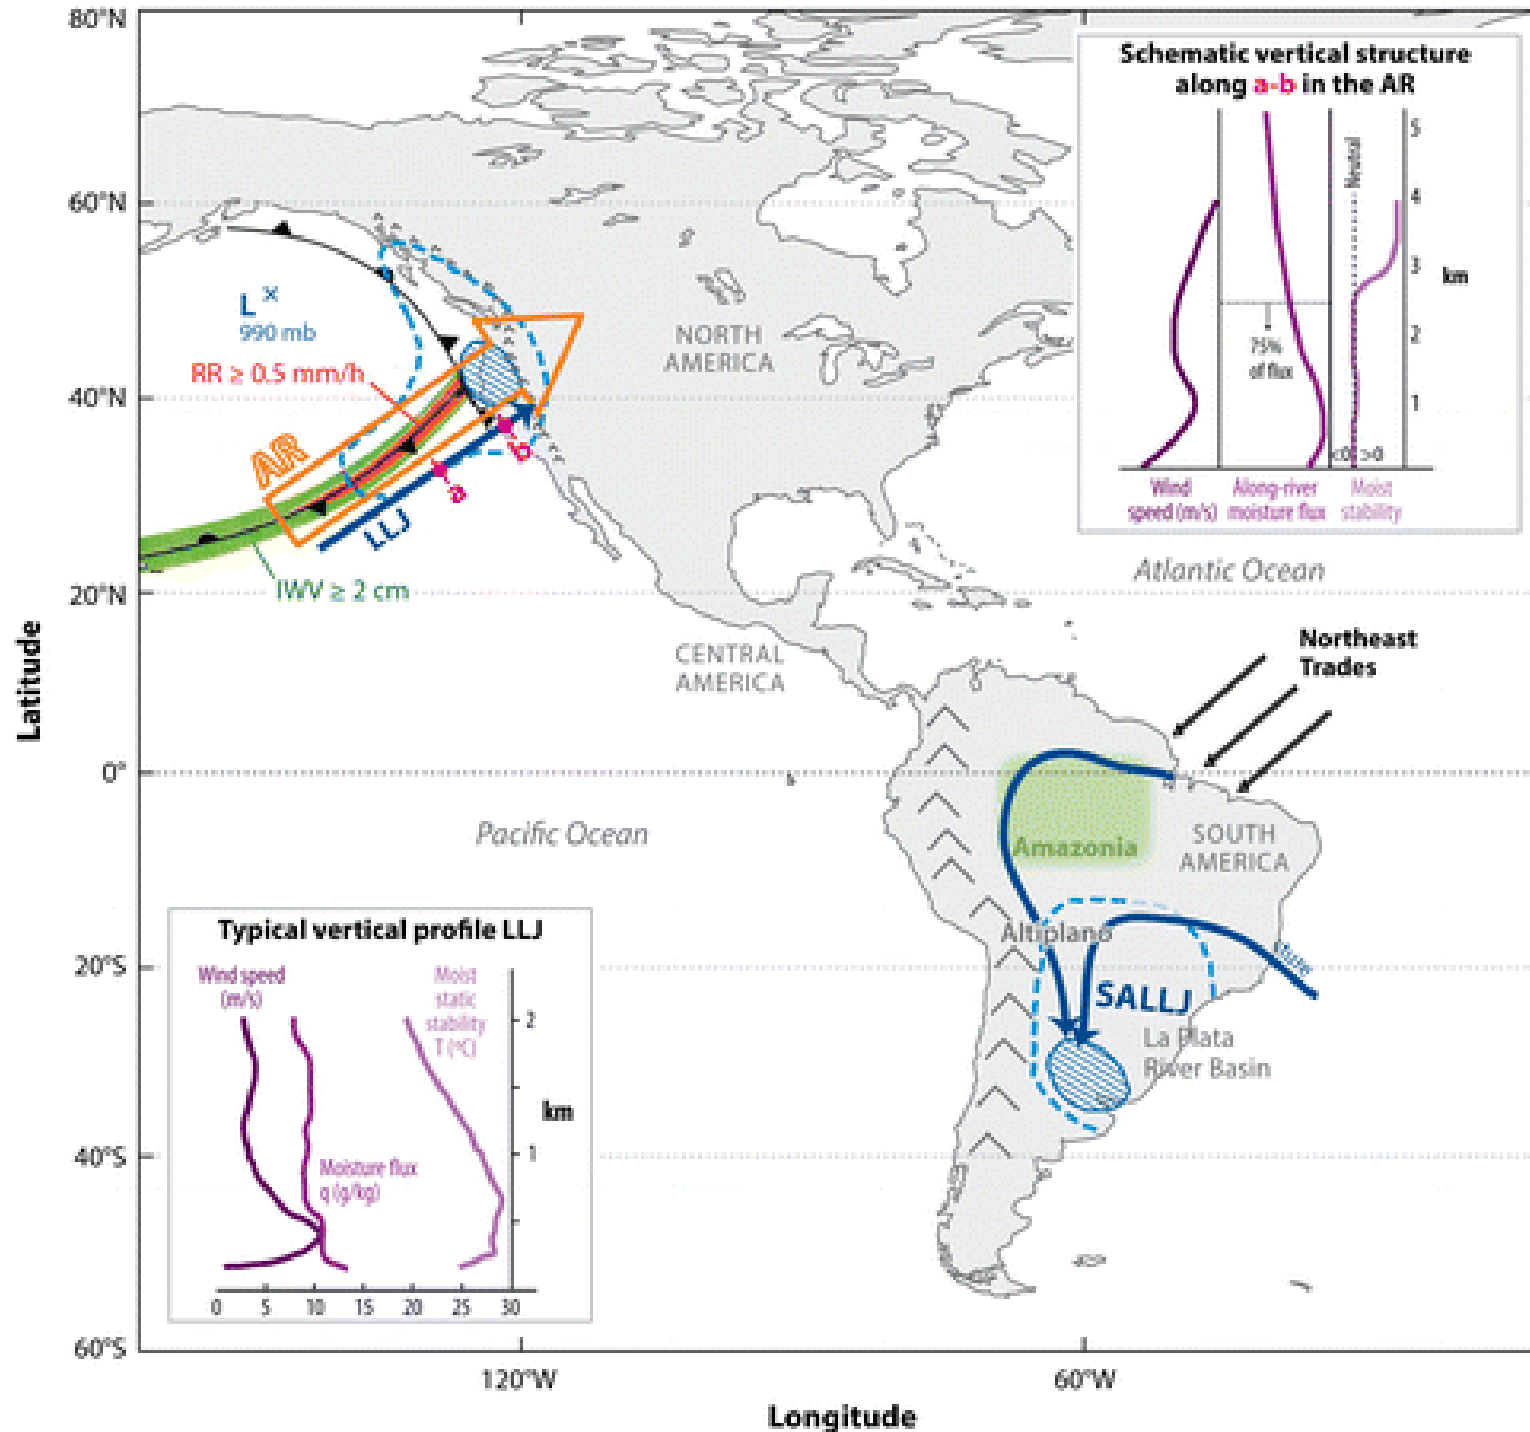 80°N
60°N
40°N
20°N
0°
20°S
40°S
60°S
Latitude
120°W
60°W
Longitude
L ×
990 mb
RR ≥ 0.5 mm/h
AR
LLJ
a
b
IWV ≥ 2 cm
NORTH
AMERICA
CENTRAL
AMERICA
Pacific Ocean
Atlantic Ocean
Northeast
Trades
SOUTH
AMERICA
Amazonia
Altiplano
SALLJ
La Plata
River Basin
Schematic vertical structure
along a-b in the AR
5
4
3
2
1
km
Neutral
75%
of flux
<0 >0
Wind
speed (m/s)
Along-river
moisture flux
Moist
stability
Typical vertical profile LLJ
Wind speed
(m/s)
Moist
static
stability
T (°C)
2
1
km
Moisture flux
q (g/kg)
0 5 10 15 20 25 30